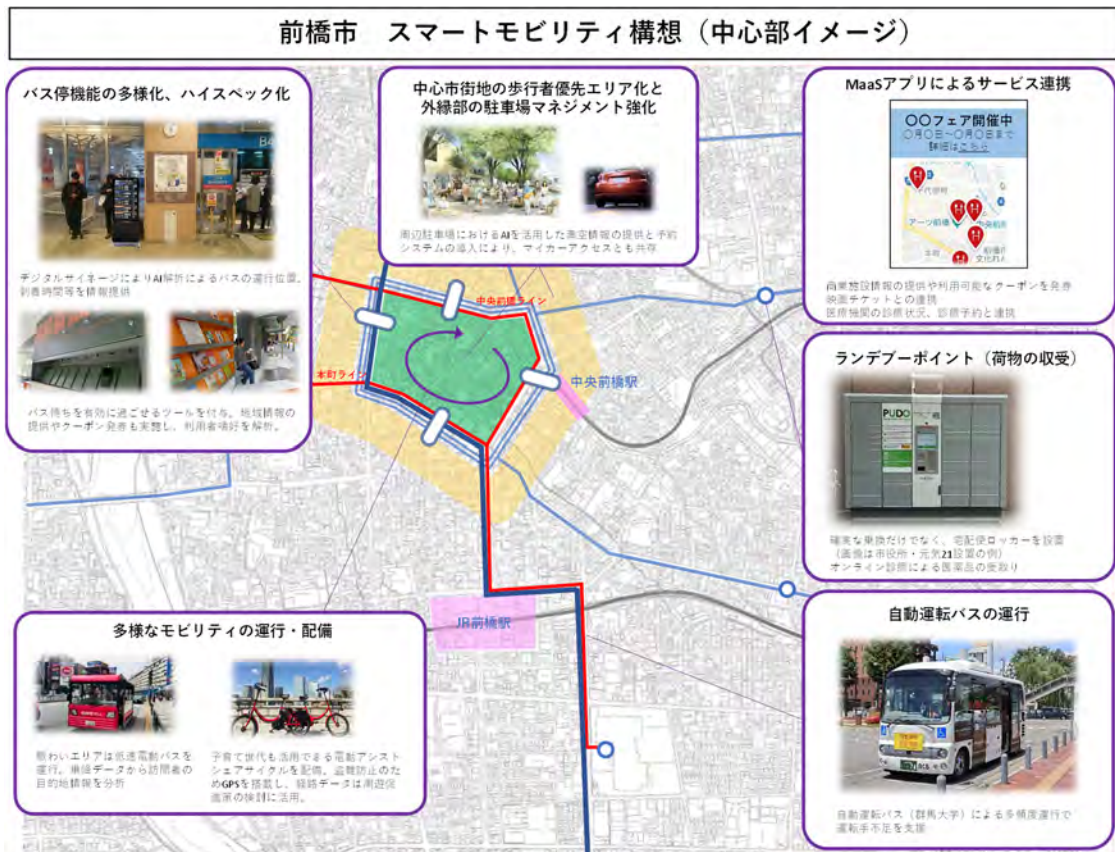 前橋市　スマートモビリティ構想（中心部イメージ）
バス停機能の多様化、ハイスペック化
デジタルサイネージによりAI解析によるバスの運行位置、
到着時間等を情報提供
バス待ちを有効に過ごせるツールを付与。地域情報の
提供やクーポン発券も実施し、利用者嗜好を解析。
中心市街地の歩行者優先エリア化と
外縁部の駐車場マネジメント強化
周辺駐車場におけるAIを活用した満空情報の提供と予約
システムの導入により、マイカーアクセスとも共存
MaaSアプリによるサービス連携
〇〇フェア開催中
〇月〇日～〇月〇日まで
詳細はこちら
千代田町
アーツ前橋
中央前
本町
前橋市
文化れん
商業施設情報の提供や利用可能なクーポンを発券
映画チケットとの連携
医療機関の診療状況、診療予約と連携
中央前橋ライン
本町ライン
中央前橋駅
JR前橋駅
ランデブーポイント（荷物の収受）
PUDO
確実な乗換だけでなく、宅配便ロッカーを設置
（画像は市役所・元気21設置の例）
オンライン診療による医薬品の受取り
多様なモビリティの運行・配備
賑わいエリアは低速電動バスを
運行。乗降データから訪問者の
目的地情報を分析
子育て世代も活用できる電動アシスト
シェアサイクルを配備。盗難防止のた
めGPSを搭載し、経路データは周遊促
進策の検討に活用。
自動運転バスの運行
自動運転バス（群馬大学）による多頻度運行で
運転手不足を支援